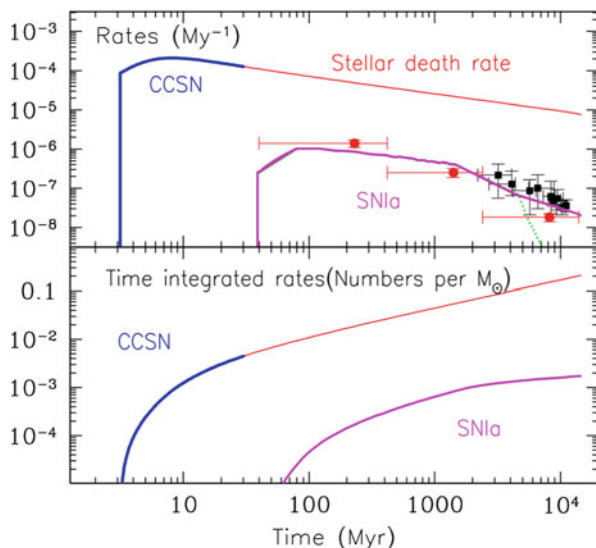 Rates (My⁻¹)
10⁻³
10⁻⁴
10⁻⁵
10⁻⁶
10⁻⁷
10⁻⁸
CCSN
Stellar death rate
SNIa
Time integrated rates(Numbers per M⊙)
0.1
10⁻²
10⁻³
10⁻⁴
CCSN
SNIa
10 100 1000 10⁴
Time (Myr)